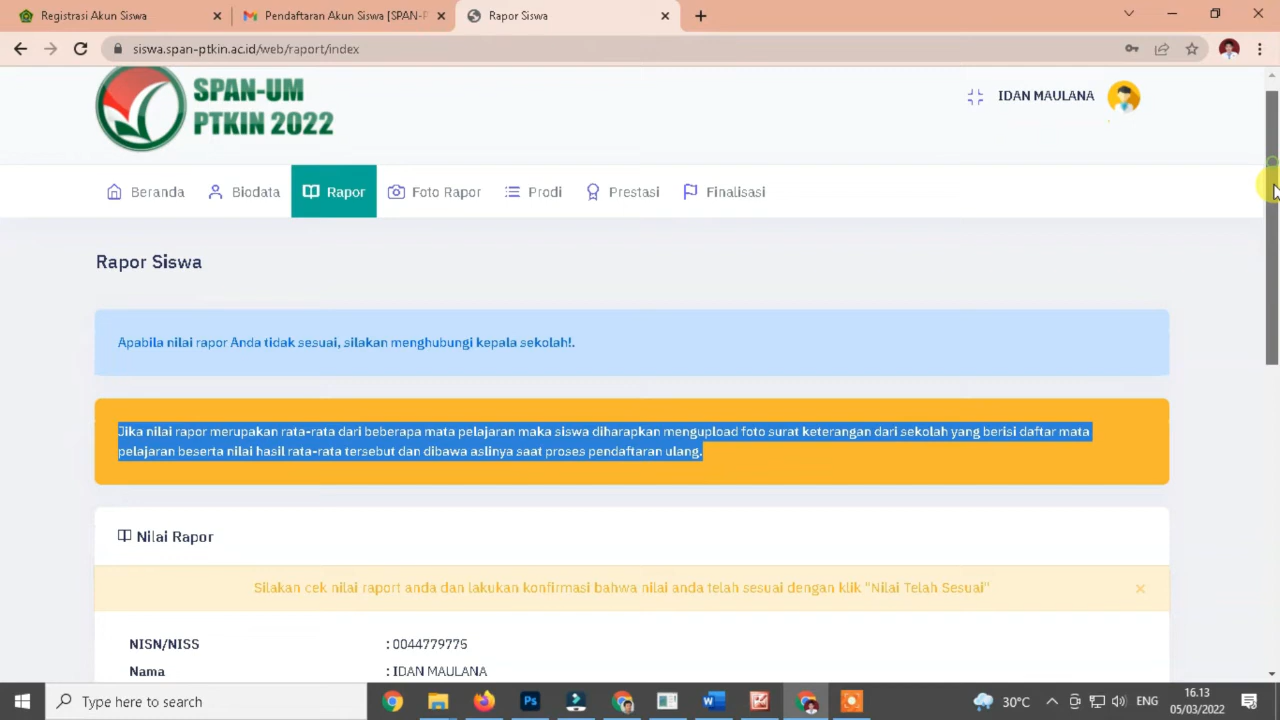 Registrasi Akun Siswa
Pendaftaran Akun Siswa [SPAN-P
Rapor Siswa
siswa.span-ptkin.ac.id/web/raport/index
SPAN-UM
PTKIN 2022
IDAN MAULANA
Beranda
Biodata
Rapor
Foto Rapor
Prodi
Prestasi
Finalisasi
Rapor Siswa
Apabila nilai rapor Anda tidak sesuai, silakan menghubungi kepala sekolah!.
Jika nilai rapor merupakan rata-rata dari beberapa mata pelajaran maka siswa diharapkan mengupload foto surat keterangan dari sekolah yang berisi daftar mata
pelajaran beserta nilai hasil rata-rata tersebut dan dibawa aslinya saat proses pendaftaran ulang.
Nilai Rapor
Silakan cek nilai raport anda dan lakukan konfirmasi bahwa nilai anda telah sesuai dengan klik "Nilai Telah Sesuai"
NISN/NISS : 0044779775
Nama : IDAN MAULANA
Type here to search
Ps
30°C
ENG
16.13
05/03/2022